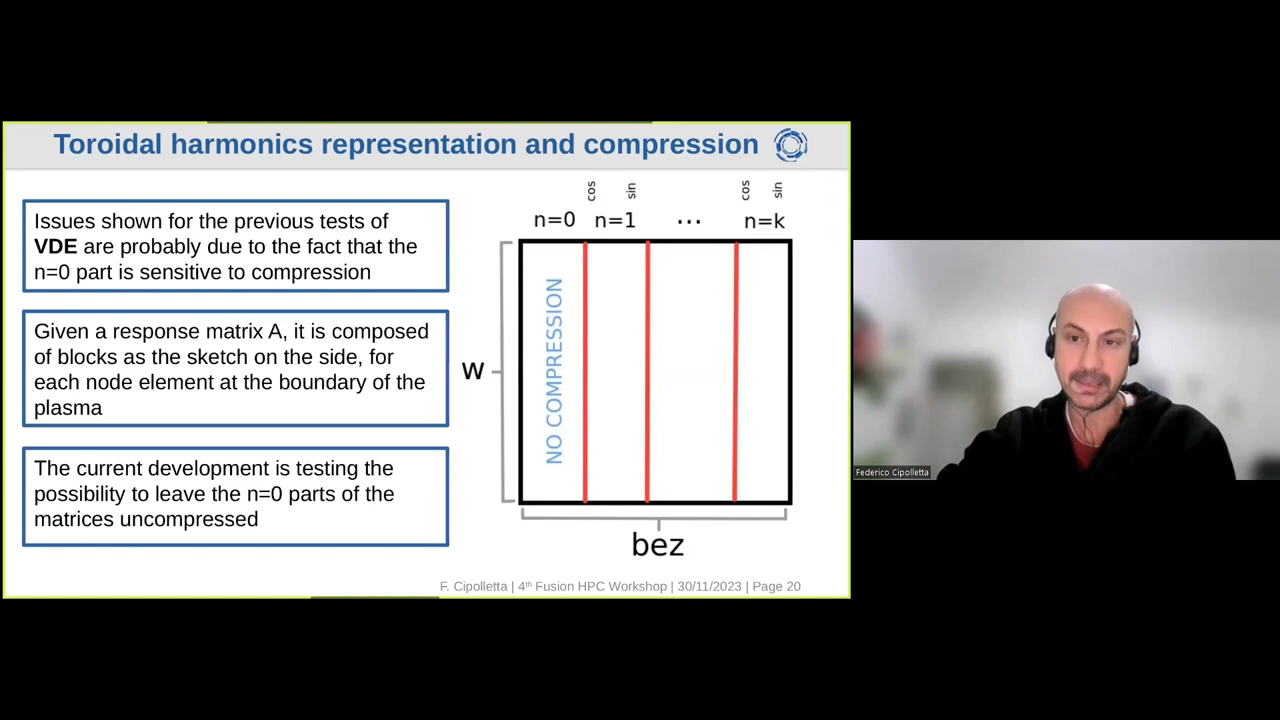 Toroidal harmonics representation and compression
Issues shown for the previous tests of
VDE are probably due to the fact that the
n=0 part is sensitive to compression
Given a response matrix A, it is composed
of blocks as the sketch on the side, for
each node element at the boundary of the
plasma
The current development is testing the
possibility to leave the n=0 parts of the
matrices uncompressed
cos sin cos sin
n=0 n=1 ... n=k
NO COMPRESSION
w
bez
F. Cipolletta | 4th Fusion HPC Workshop | 30/11/2023 | Page 20
Federico Cipolletta